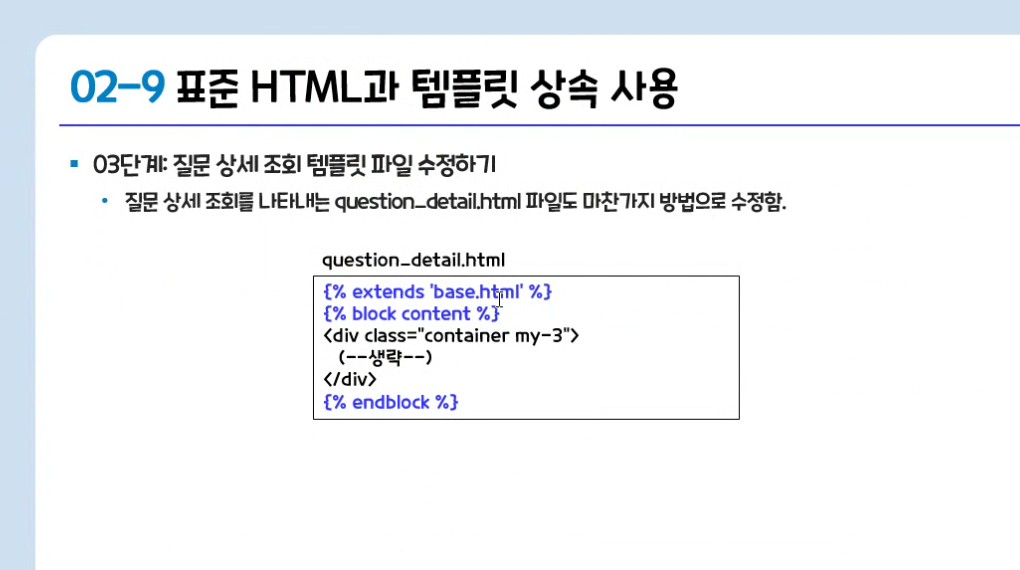 02-9 표준 HTML과 템플릿 상속 사용
03단계: 질문 상세 조회 템플릿 파일 수정하기
질문 상세 조회를 나타내는 question_detail.html 파일도 마찬가지 방법으로 수정함.
question_detail.html
{% extends 'base.html' %}
{% block content %}
<div class="container my-3">
(--생략--)
</div>
{% endblock %}